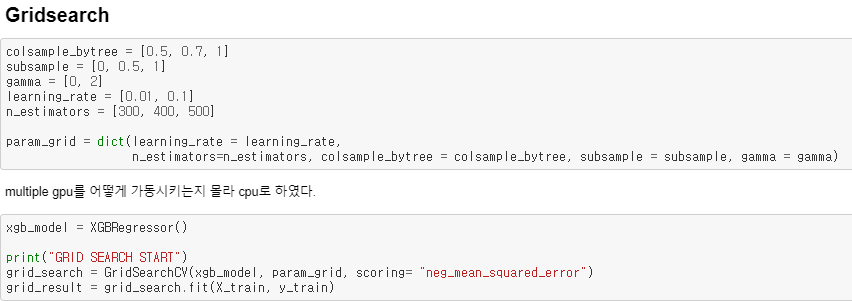 Gridsearch
colsample_bytree = [0.5, 0.7, 1]
subsample = [0, 0.5, 1]
gamma = [0, 2]
learning_rate = [0.01, 0.1]
n_estimators = [300, 400, 500]
param_grid = dict(learning_rate = learning_rate,
n_estimators=n_estimators, colsample_bytree = colsample_bytree, subsample = subsample, gamma = gamma)
multiple gpu를 어떻게 가동시키는지 몰라 cpu로 하였다.
xgb_model = XGBRegressor()
print("GRID SEARCH START")
grid_search = GridSearchCV(xgb_model, param_grid, scoring= "neg_mean_squared_error")
grid_result = grid_search.fit(X_train, y_train)